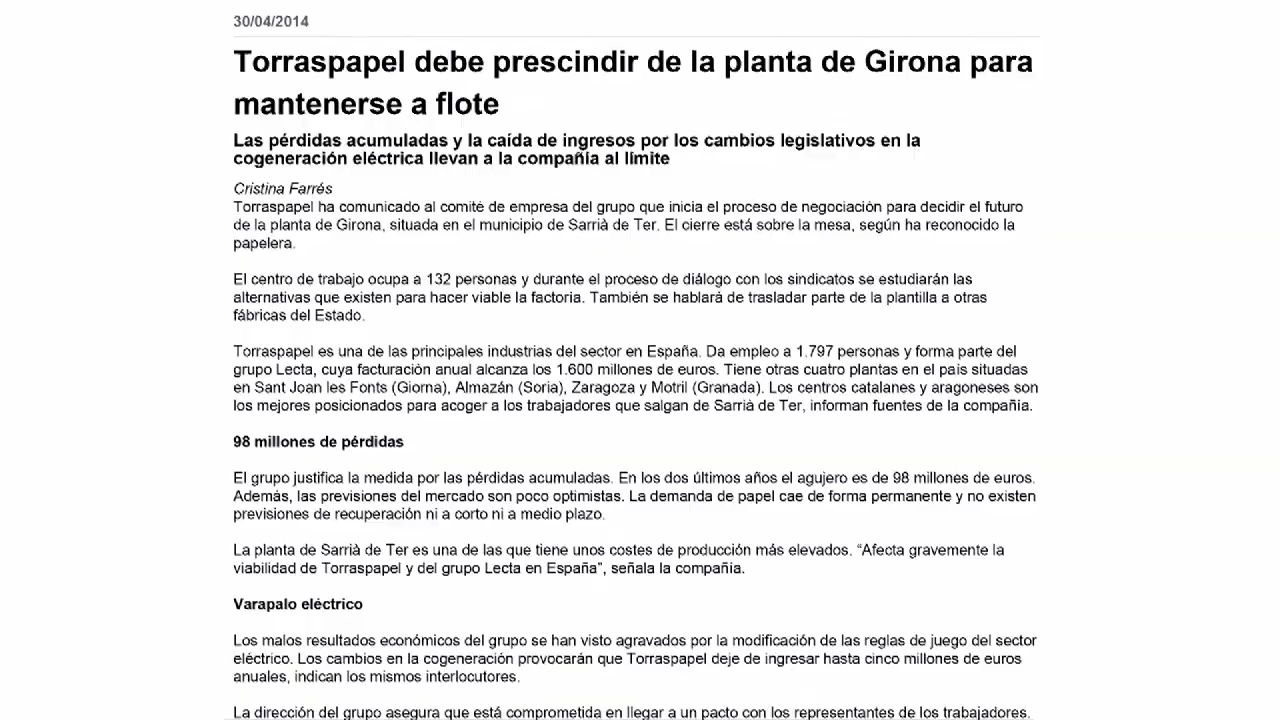 30/04/2014
Torraspapel debe prescindir de la planta de Girona para
mantenerse a flote
Las pérdidas acumuladas y la caída de ingresos por los cambios legislativos en la
cogeneración eléctrica llevan a la compañía al límite
Cristina Farrés
Torraspapel ha comunicado al comité de empresa del grupo que inicia el proceso de negociación para decidir el futuro
de la planta de Girona, situada en el municipio de Sarrià de Ter. El cierre está sobre la mesa, según ha reconocido la
papelera.
El centro de trabajo ocupa a 132 personas y durante el proceso de diálogo con los sindicatos se estudiarán las
alternativas que existen para hacer viable la factoria. También se hablará de trasladar parte de la plantilla a otras
fábricas del Estado.
Torraspapel es una de las principales industrias del sector en España. Da empleo a 1.797 personas y forma parte del
grupo Lecta, cuya facturación anual alcanza los 1.600 millones de euros. Tiene otras cuatro plantas en el país situadas
en Sant Joan les Fonts (Giorna), Almazán (Soria), Zaragoza y Motril (Granada). Los centros catalanes y aragoneses son
los mejores posicionados para acoger a los trabajadores que salgan de Sarrià de Ter, informan fuentes de la compañía.
98 millones de pérdidas
El grupo justifica la medida por las pérdidas acumuladas. En los dos últimos años el agujero es de 98 millones de euros.
Además, las previsiones del mercado son poco optimistas. La demanda de papel cae de forma permanente y no existen
previsiones de recuperación ni a corto ni a medio plazo.
La planta de Sarrià de Ter es una de las que tiene unos costes de producción más elevados. “Afecta gravemente la
viabilidad de Torraspapel y del grupo Lecta en España”, señala la compañía.
Varapalo eléctrico
Los malos resultados económicos del grupo se han visto agravados por la modificación de las reglas de juego del sector
eléctrico. Los cambios en la cogeneración provocarán que Torraspapel deje de ingresar hasta cinco millones de euros
anuales, indican los mismos interlocutores.
La dirección del grupo asegura que está comprometida en llegar a un pacto con los representantes de los trabajadores.